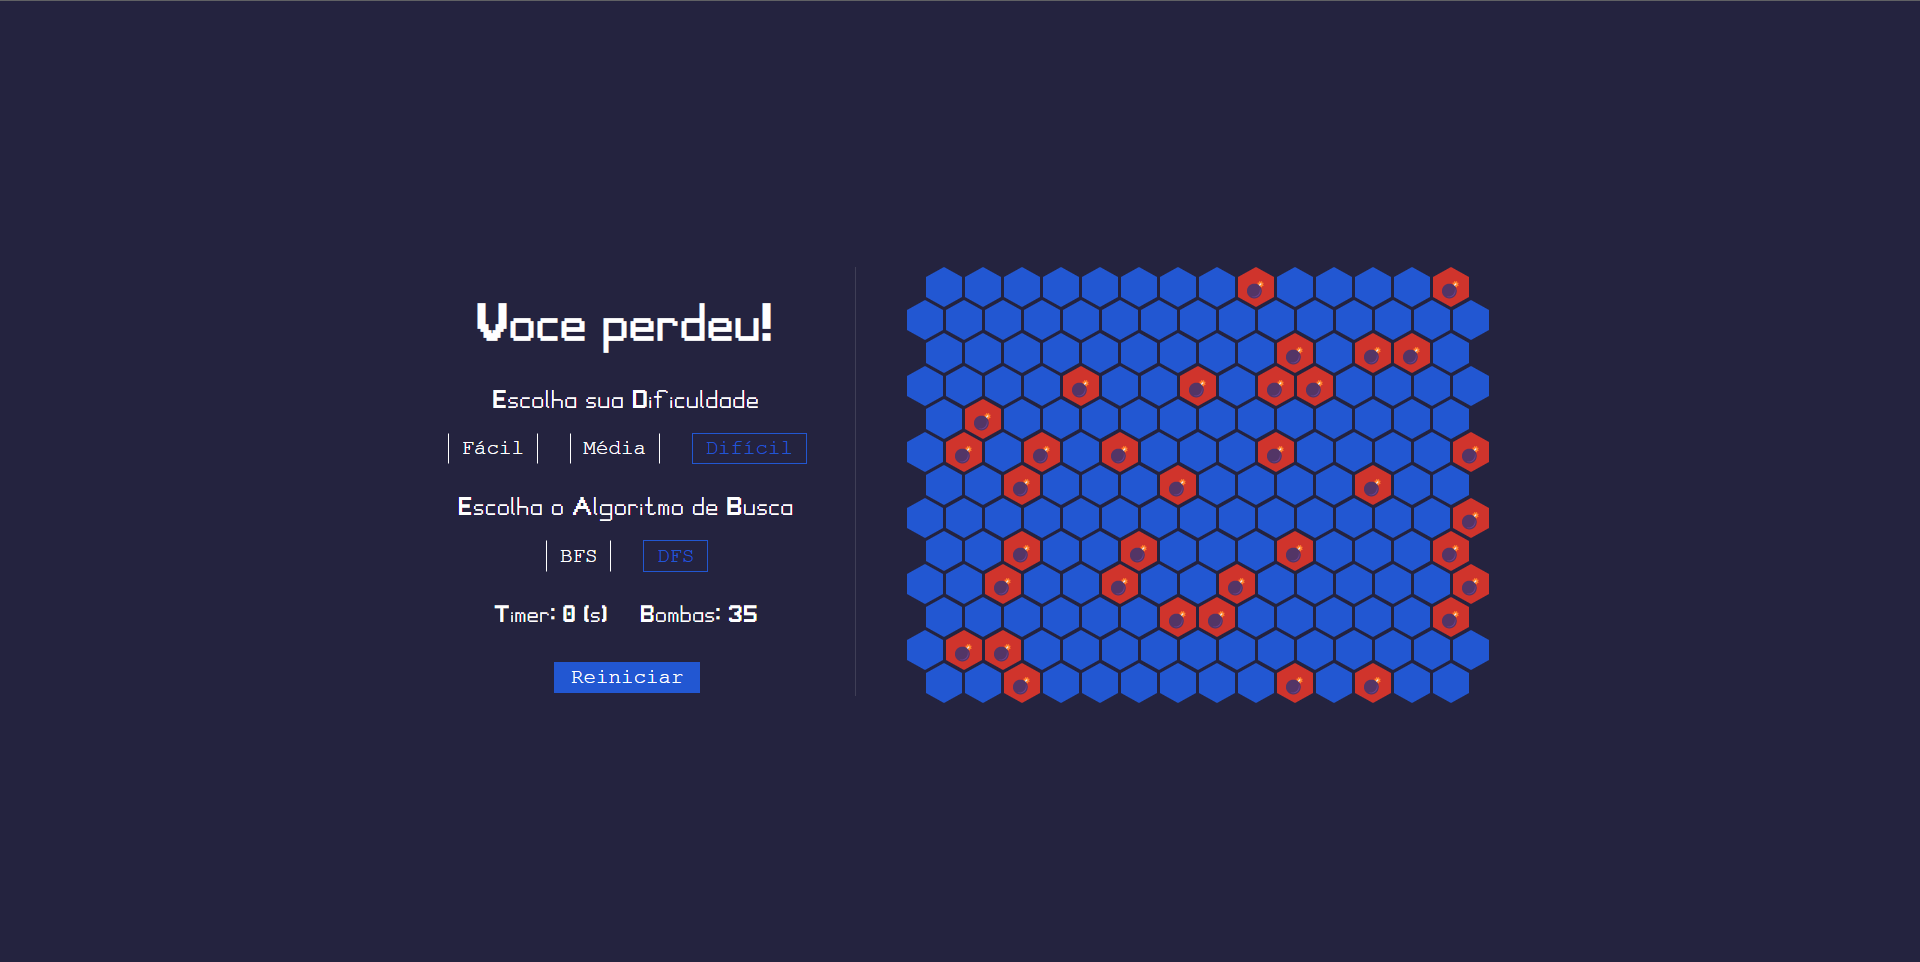 Voce perdeu!
Escolha sua Dificuldade
Fácil Média Difícil
Escolha o Algoritmo de Busca
BFS DFS
Timer: 0 (s) Bombas: 35
Reiniciar